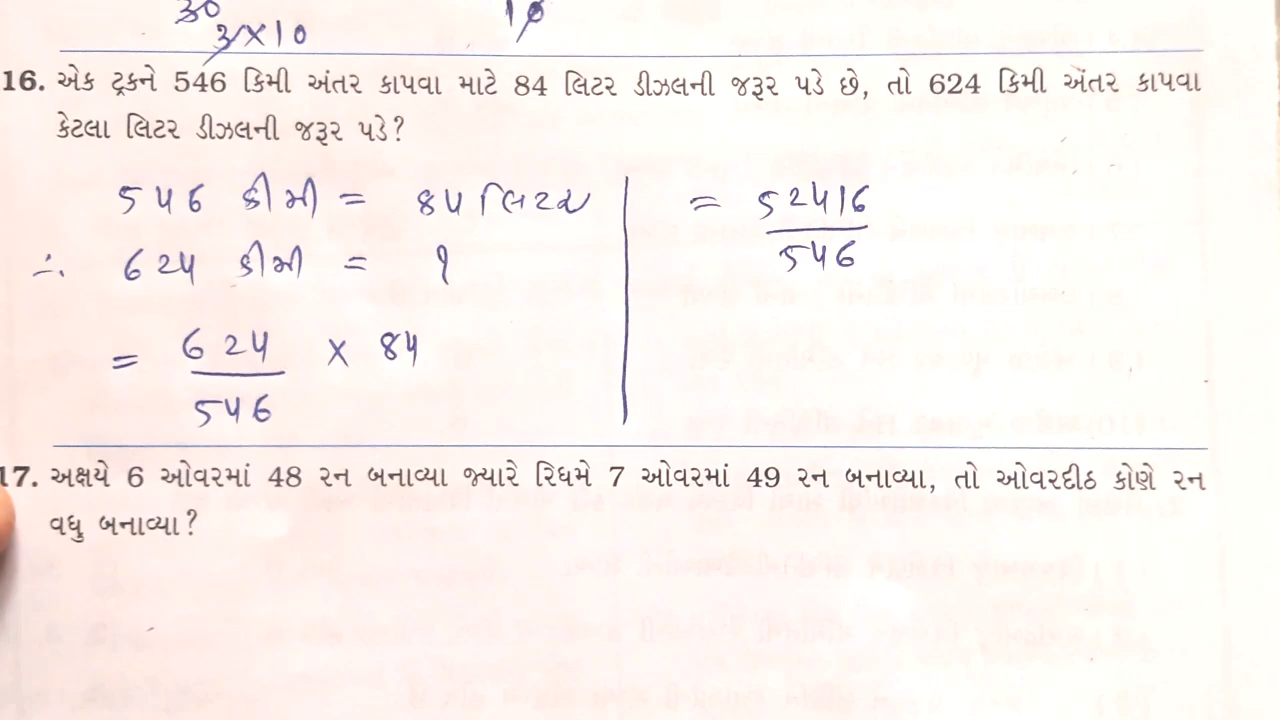 30
3×10
10
16. એક ટ્રકને 546 કિમી અંતર કાપવા માટે 84 લિટર ડીઝલની જરૂર પડે છે, તો 624 કિમી અંતર કાપવા
કેટલા લિટર ડીઝલની જરૂર પડે?
546 કીમી = 84 લિટર
∴ 624 કીમી = ?
= 624 × 84
546
= 52416
546
17. અક્ષયે 6 ઓવરમાં 48 રન બનાવ્યા જ્યારે રિધમે 7 ઓવરમાં 49 રન બનાવ્યા, તો ઓવરદીઠ કોણે રન
વધુ બનાવ્યા?